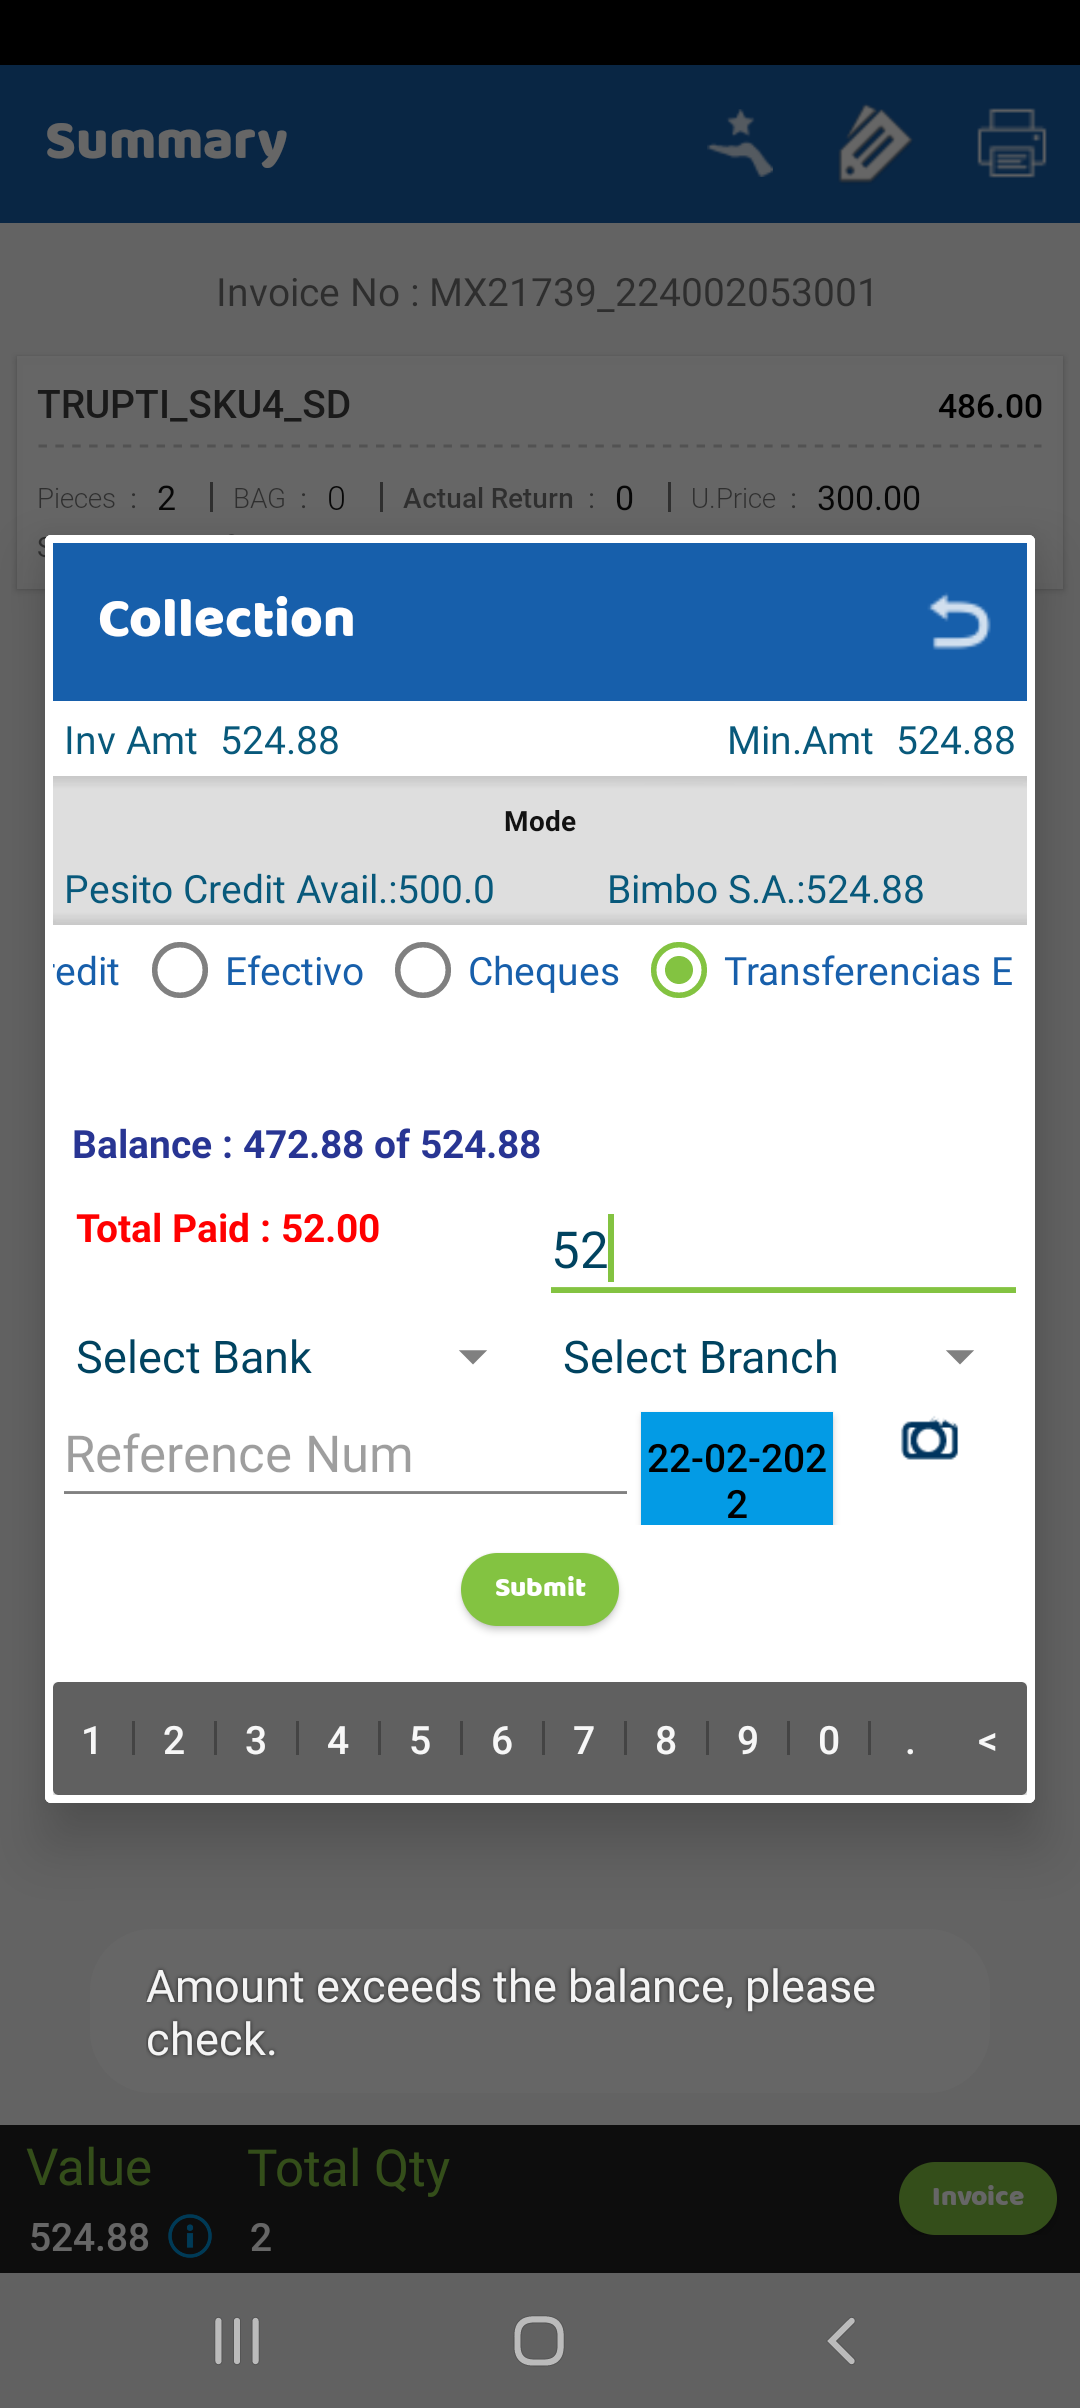 Summary
Invoice No : MX21739_224002053001
TRUPTI_SKU4_SD 486.00
Pieces : 2 | BAG : 0 | Actual Return : 0 | U.Price : 300.00
Collection
Inv Amt 524.88 Min.Amt 524.88
Mode
Pesito Credit Avail.:500.0 Bimbo S.A.:524.88
redit Efectivo Cheques Transferencias E
Balance : 472.88 of 524.88
Total Paid : 52.00 52
Select Bank Select Branch
Reference Num 22-02-202
2
Submit
1 | 2 | 3 | 4 | 5 | 6 | 7 | 8 | 9 | 0 | . <
Amount exceeds the balance, please
check.
Value Total Qty
524.88 2
Invoice